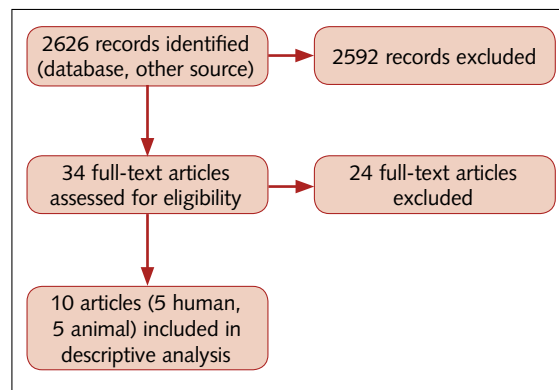 2626 records identified
(database, other source)
2592 records excluded
34 full-text articles
assessed for eligibility
24 full-text articles
excluded
10 articles (5 human,
5 animal) included in
descriptive analysis